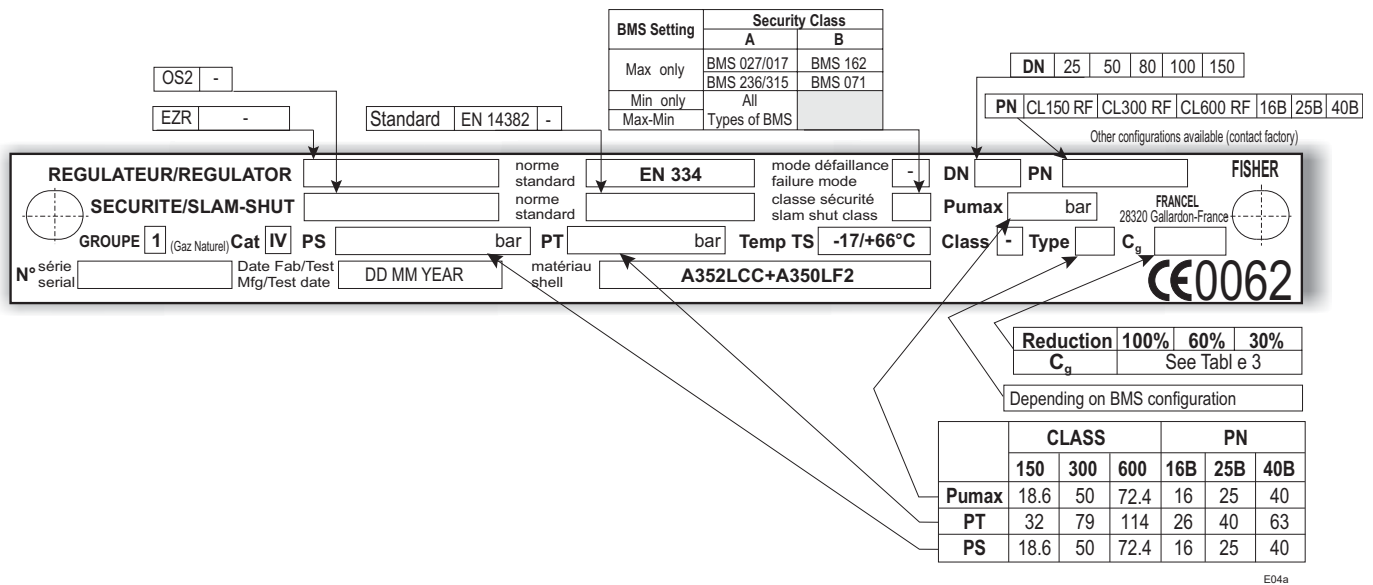 BMS Setting Security Class
A B
Max only BMS 027/017 BMS 162
BMS 236/315 BMS 071
Min only All
Max-Min Types of BMS
OS2 -
EZR -
Standard EN 14382 -
DN 25 50 80 100 150
PN CL150 RF CL300 RF CL600 RF 16B 25B 40B
Other configurations available (contact factory)
REGULATEUR/REGULATOR norme standard EN 334 mode défaillance failure mode - DN PN FISHER
SECURITE/SLAM-SHUT norme standard classe sécurité slam shut class Pumax bar FRANCEL
28320 Gallardon-France
GROUPE 1 (Gaz Naturel) Cat IV PS bar PT bar Temp TS -17/+66°C Class - Type Cg
N° série serial Date Fab/Test Mfg/Test date DD MM YEAR matériau shell A352LCC+A350LF2 CE0062
Reduction 100% 60% 30%
Cg See Tabl e 3
Depending on BMS configuration
CLASS PN
150 300 600 16B 25B 40B
Pumax 18.6 50 72.4 16 25 40
PT 32 79 114 26 40 63
PS 18.6 50 72.4 16 25 40
E04a